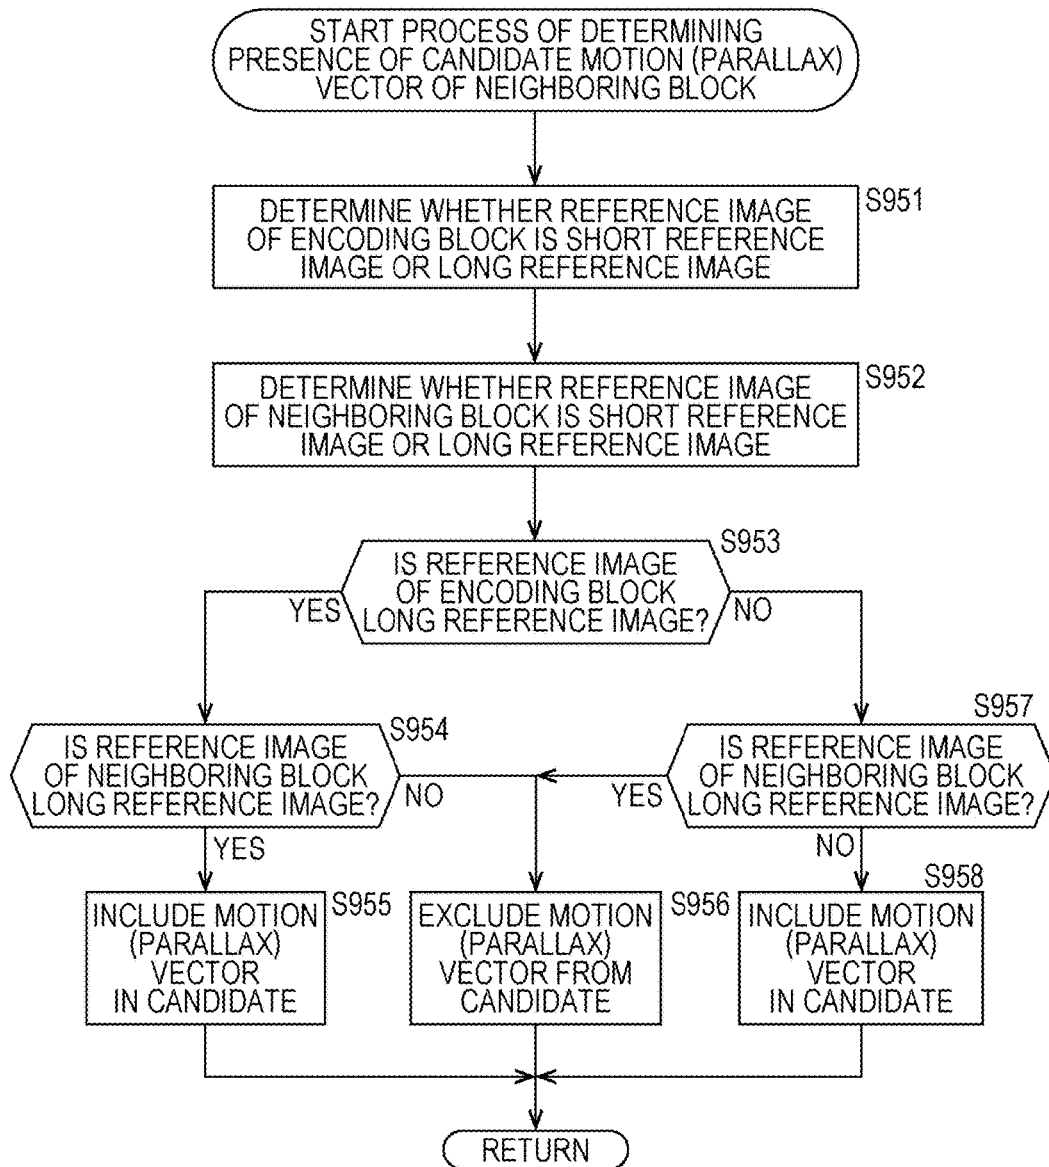 START PROCESS OF DETERMINING
PRESENCE OF CANDIDATE MOTION (PARALLAX)
VECTOR OF NEIGHBORING BLOCK
S951
DETERMINE WHETHER REFERENCE IMAGE
OF ENCODING BLOCK IS SHORT REFERENCE
IMAGE OR LONG REFERENCE IMAGE
S952
DETERMINE WHETHER REFERENCE IMAGE
OF NEIGHBORING BLOCK IS SHORT REFERENCE
IMAGE OR LONG REFERENCE IMAGE
S953
IS REFERENCE IMAGE
OF ENCODING BLOCK
LONG REFERENCE IMAGE?
YES
NO
S954
IS REFERENCE IMAGE
OF NEIGHBORING BLOCK
LONG REFERENCE IMAGE?
NO
YES
S957
IS REFERENCE IMAGE
OF NEIGHBORING BLOCK
LONG REFERENCE IMAGE?
YES
NO
S955
INCLUDE MOTION
(PARALLAX)
VECTOR
IN CANDIDATE
S956
EXCLUDE MOTION
(PARALLAX)
VECTOR FROM
CANDIDATE
S958
INCLUDE MOTION
(PARALLAX)
VECTOR
IN CANDIDATE
RETURN